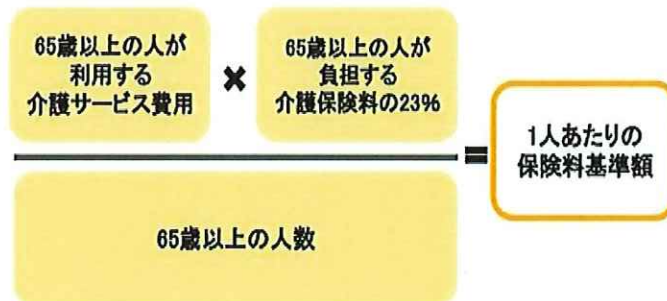 65歳以上の人が
利用する
介護サービス費用
×
65歳以上の人が
負担する
介護保険料の23%
=
1人あたりの
保険料基準額
65歳以上の人数